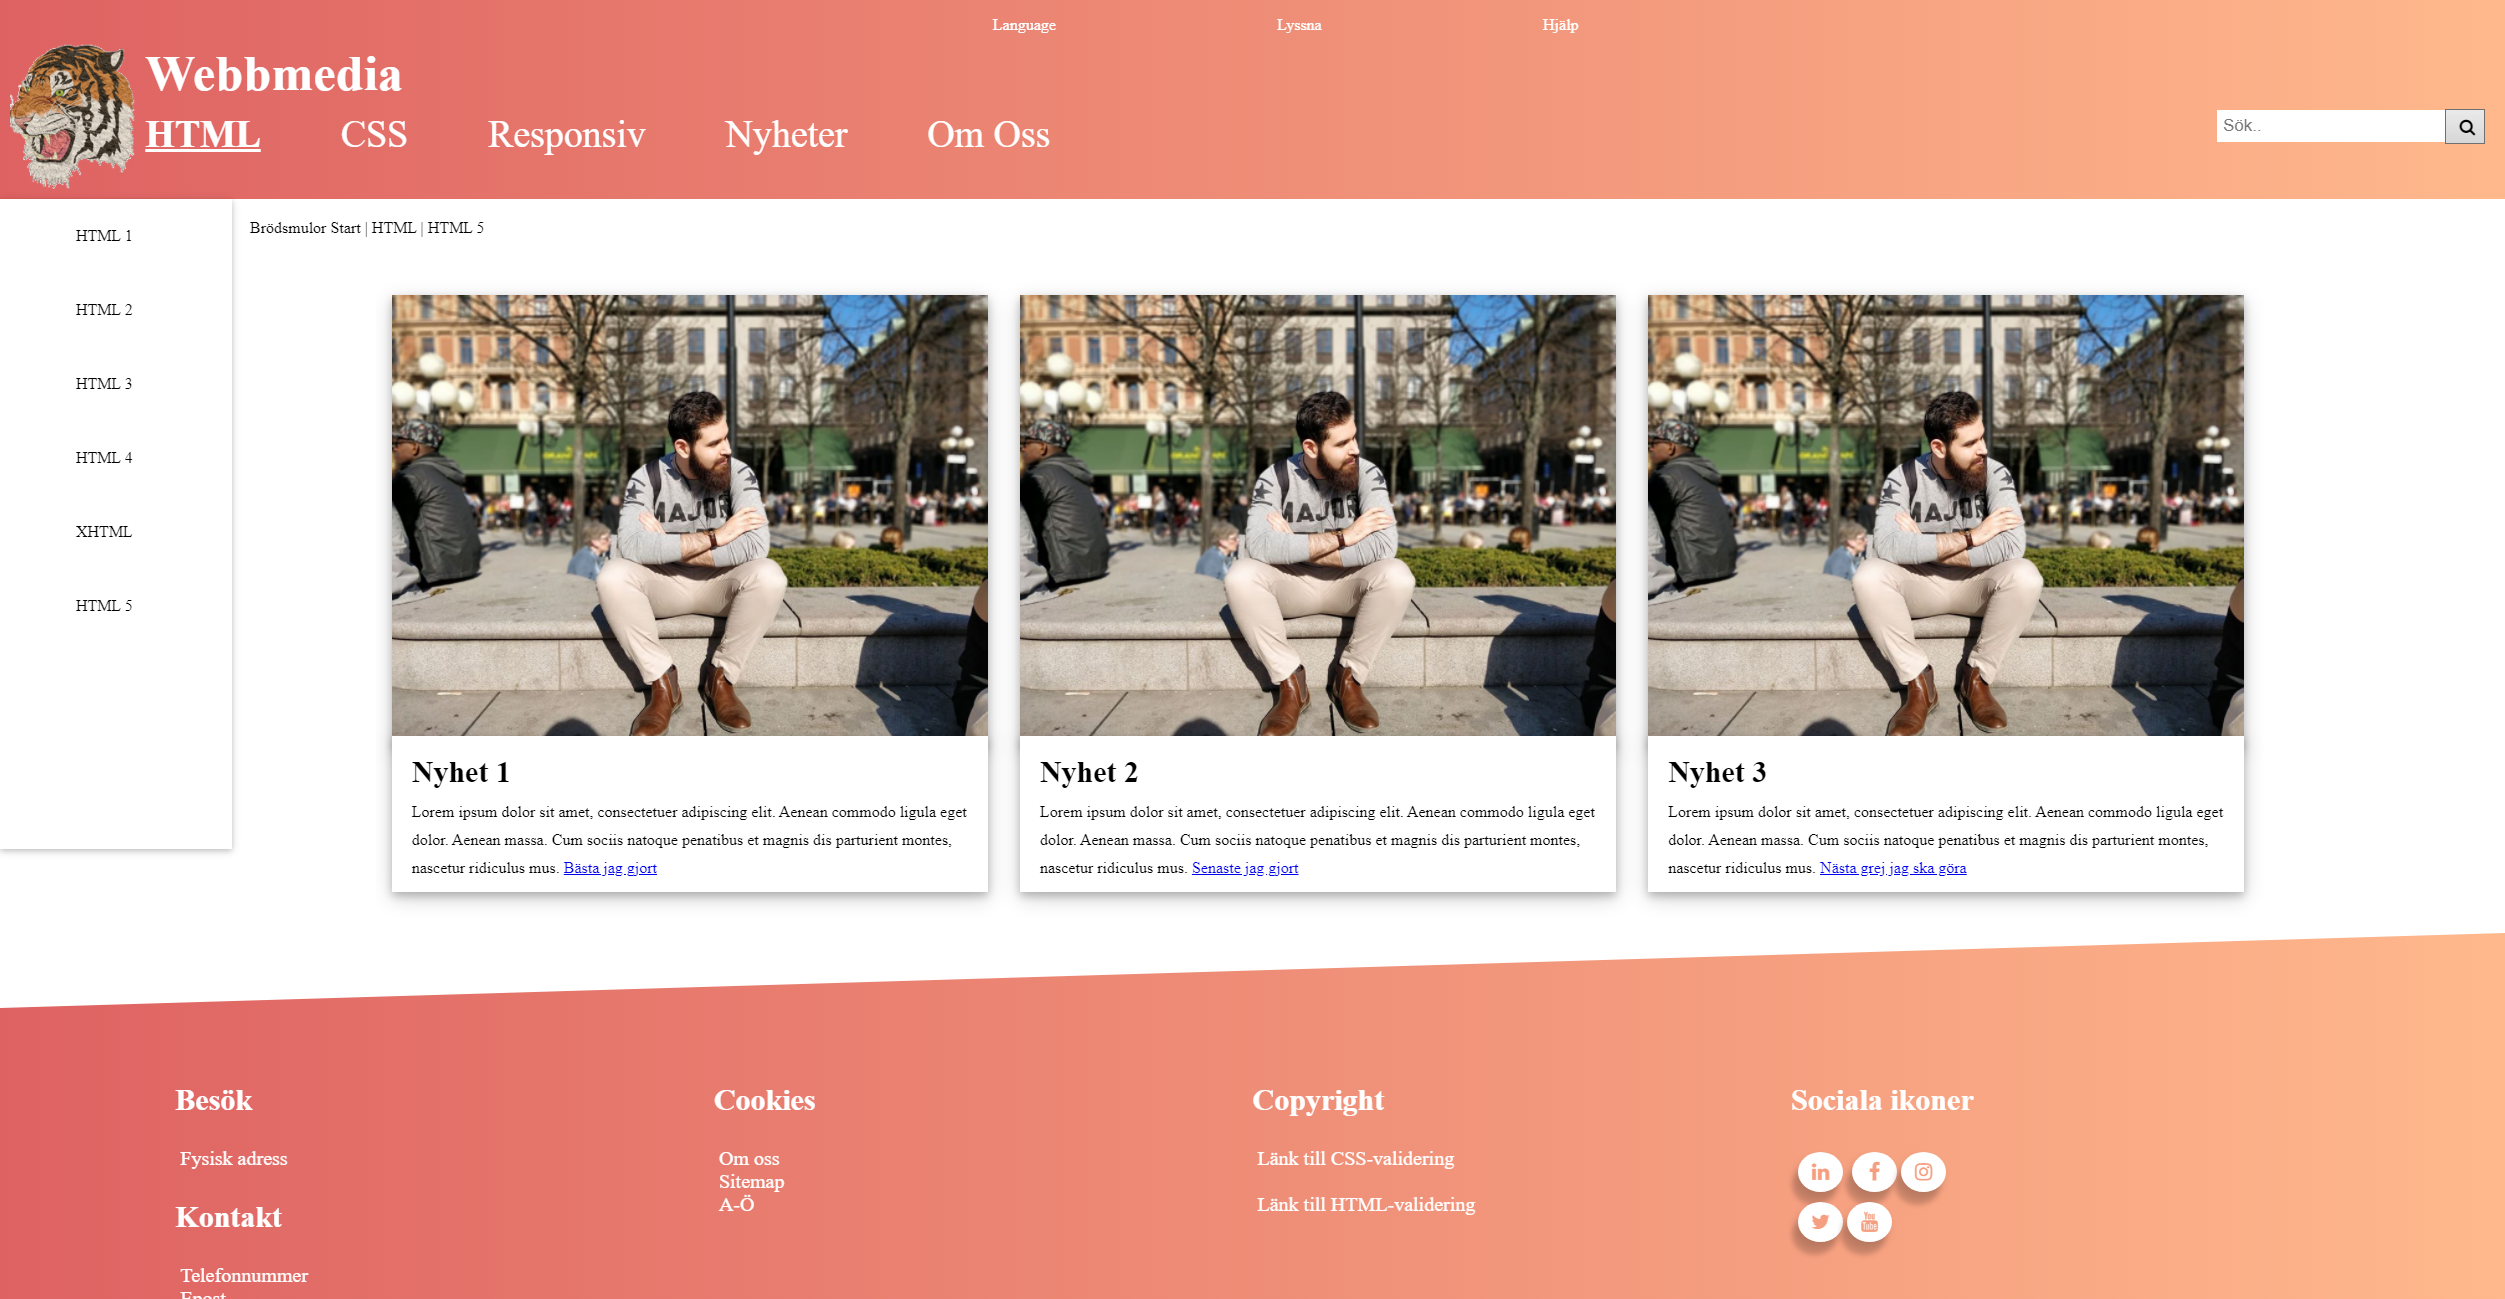 Language Lyssna Hjälp
Webbmedia
HTML CSS Responsiv Nyheter Om Oss
Sök..
HTML 1
HTML 2
HTML 3
HTML 4
XHTML
HTML 5
Brödsmulor Start | HTML | HTML 5
MAJOR
Nyhet 1
Lorem ipsum dolor sit amet, consectetuer adipiscing elit. Aenean commodo ligula eget
dolor. Aenean massa. Cum sociis natoque penatibus et magnis dis parturient montes,
nascetur ridiculus mus. Bästa jag gjort
MAJOR
Nyhet 2
Lorem ipsum dolor sit amet, consectetuer adipiscing elit. Aenean commodo ligula eget
dolor. Aenean massa. Cum sociis natoque penatibus et magnis dis parturient montes,
nascetur ridiculus mus. Senaste jag gjort
MAJOR
Nyhet 3
Lorem ipsum dolor sit amet, consectetuer adipiscing elit. Aenean commodo ligula eget
dolor. Aenean massa. Cum sociis natoque penatibus et magnis dis parturient montes,
nascetur ridiculus mus. Nästa grej jag ska göra
Besök
Fysisk adress
Kontakt
Telefonnummer
Epost
Cookies
Om oss
Sitemap
A-Ö
Copyright
Länk till CSS-validering
Länk till HTML-validering
Sociala ikoner
in f
You
Tube